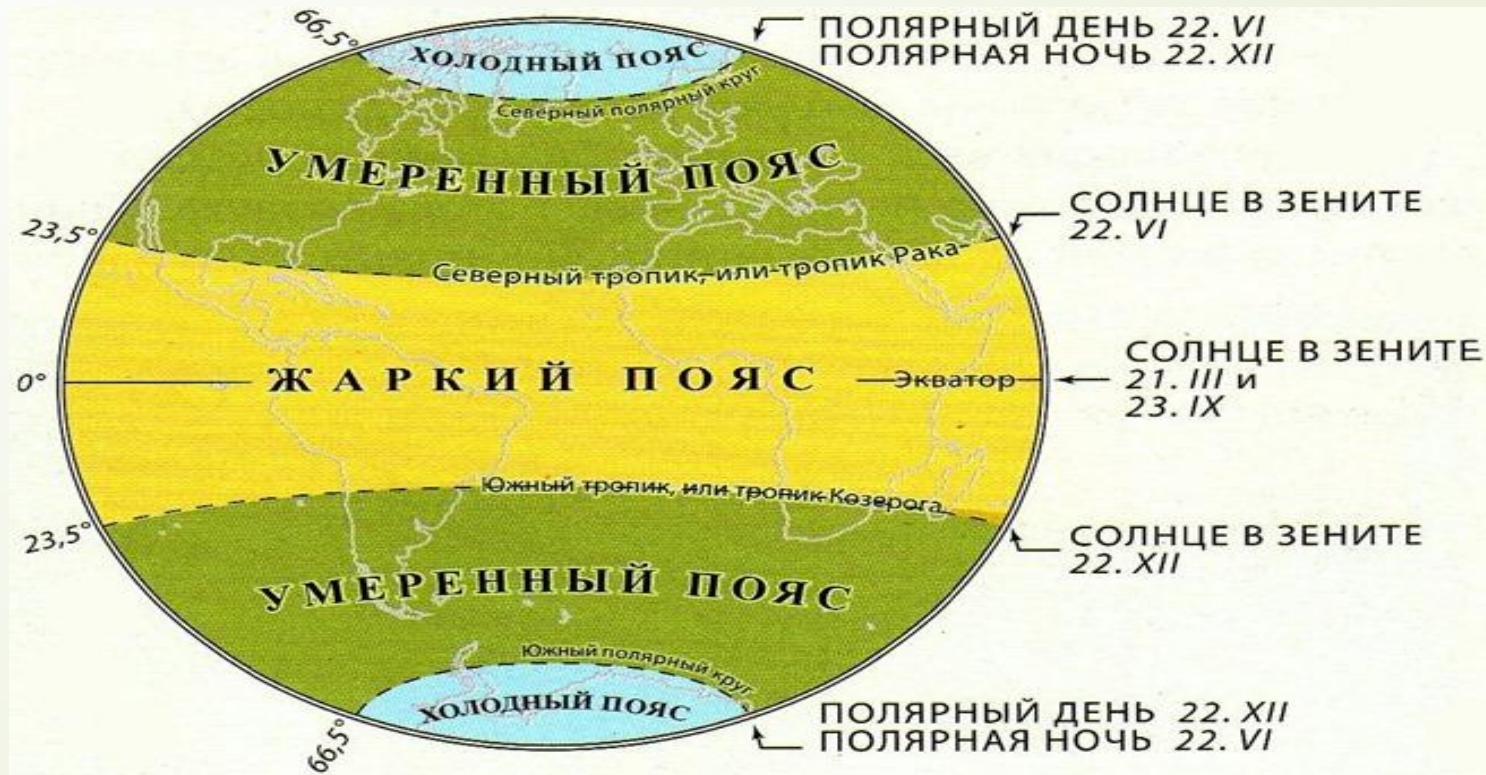 66,5°
ХОЛОДНЫЙ ПОЯС
Северный полярный круг
ПОЛЯРНЫЙ ДЕНЬ 22. VI
ПОЛЯРНАЯ НОЧЬ 22. XII
УМЕРЕННЫЙ ПОЯС
23,5°
СОЛНЦЕ В ЗЕНИТЕ
22. VI
Северный тропик, или тропик Рака
0°
ЖАРКИЙ ПОЯС
Экватор
СОЛНЦЕ В ЗЕНИТЕ
21. III и
23. IX
Южный тропик, или тропик Козерога
23,5°
СОЛНЦЕ В ЗЕНИТЕ
22. XII
УМЕРЕННЫЙ ПОЯС
Южный полярный круг
ХОЛОДНЫЙ ПОЯС
66,5°
ПОЛЯРНЫЙ ДЕНЬ 22. XII
ПОЛЯРНАЯ НОЧЬ 22. VI